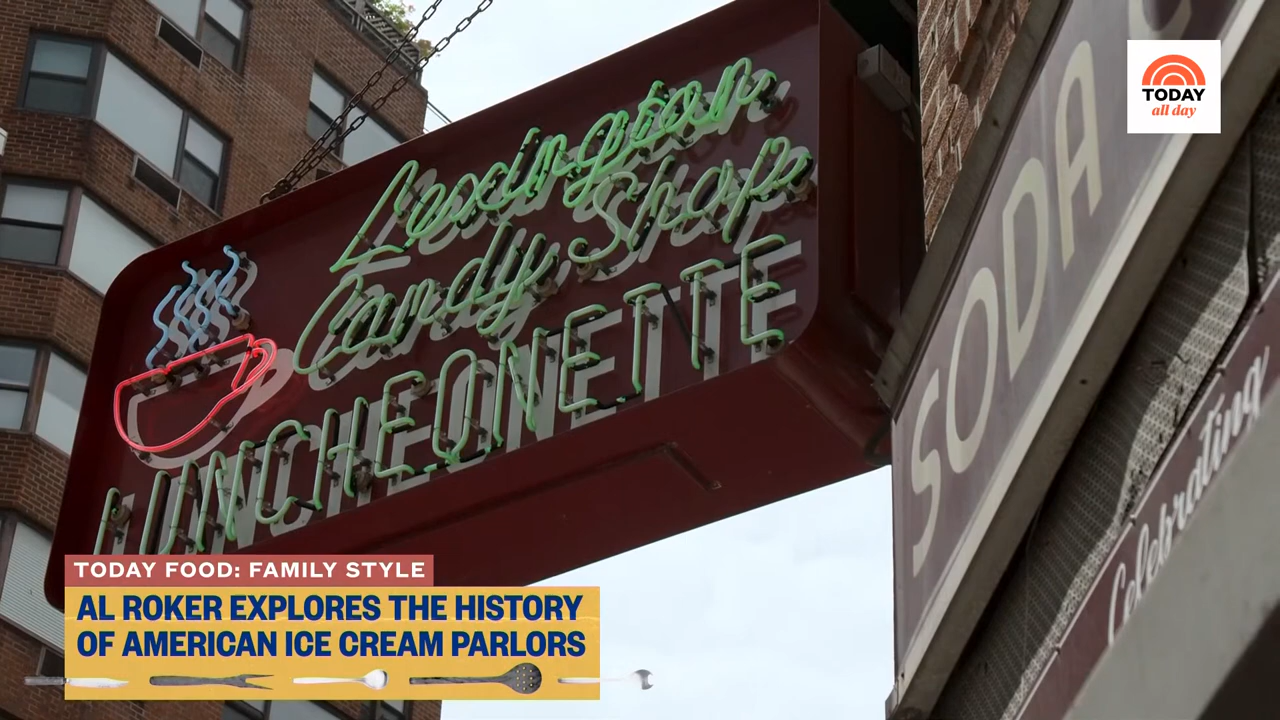 TODAY
all day
Lexington
Candy Shop
LUNCHEONETTE
SODA
Celebrating
TODAY FOOD: FAMILY STYLE
AL ROKER EXPLORES THE HISTORY
OF AMERICAN ICE CREAM PARLORS